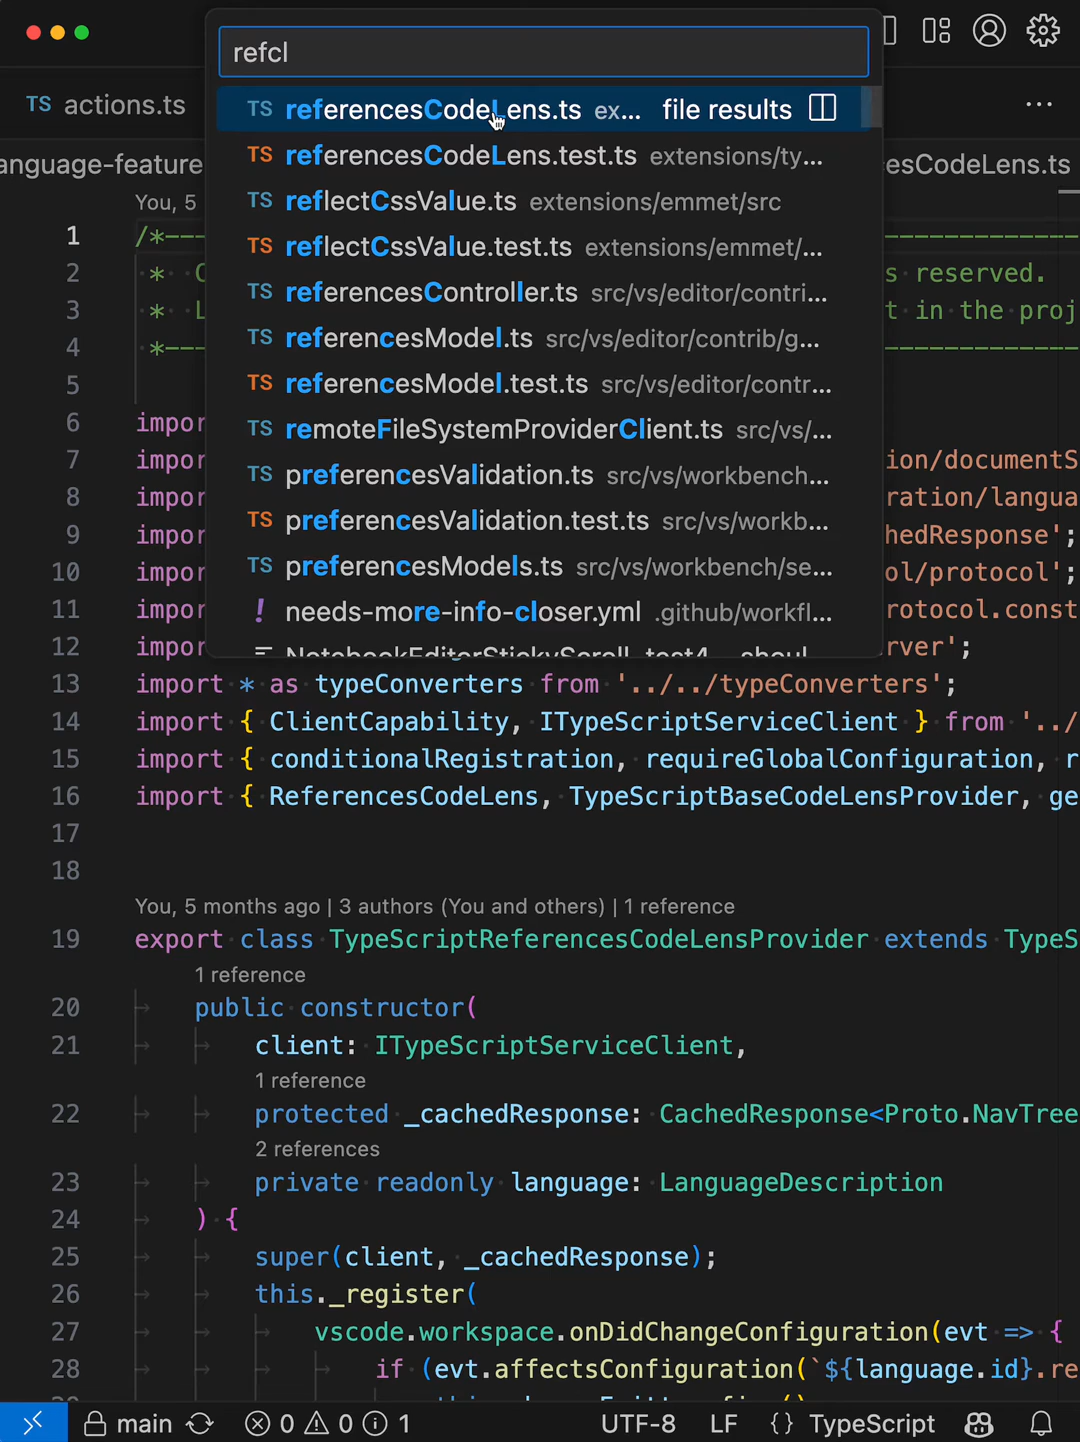 refcl
TS referencesCodeLens.ts ex... file results
TS actions.ts ...
TS referencesCodeLens.test.ts extensions/ty...
anguage-feature esCodeLens.ts
TS reflectCssValue.ts extensions/emmet/src
You, 5
1 /*
TS reflectCssValue.test.ts extensions/emmet/...
2 * C s reserved.
TS referencesController.ts src/vs/editor/contri...
3 * L t in the proj
TS referencesModel.ts src/vs/editor/contrib/g...
4 *
TS referencesModel.test.ts src/vs/editor/contr...
5
6 impor
TS remoteFileSystemProviderClient.ts src/vs/...
7 impor ion/documentS
TS preferencesValidation.ts src/vs/workbench...
8 impor ration/langua
TS preferencesValidation.test.ts src/vs/workb...
9 impor hedResponse';
TS preferencesModels.ts src/vs/workbench/se...
10 impor ol/protocol';
11 impor rotocol.const
! needs-more-info-closer.yml .github/workfl...
12 impor rver';
NotebookEditorStickyScroll
13 import * as typeConverters from '../../typeConverters';
14 import { ClientCapability, ITypeScriptServiceClient } from '../
15 import { conditionalRegistration, requireGlobalConfiguration, r
16 import { ReferencesCodeLens, TypeScriptBaseCodeLensProvider, ge
17
18
You, 5 months ago | 3 authors (You and others) | 1 reference
19 export class TypeScriptReferencesCodeLensProvider extends TypeS
1 reference
20 public constructor(
21 client: ITypeScriptServiceClient,
1 reference
22 protected _cachedResponse: CachedResponse<Proto.NavTree
2 references
23 private readonly language: LanguageDescription
24 ) {
25 super(client, _cachedResponse);
26 this._register(
27 vscode.workspace.onDidChangeConfiguration(evt => {
28 if (evt.affectsConfiguration(`${language.id}.re
main 0 0 1 UTF-8 LF {} TypeScript